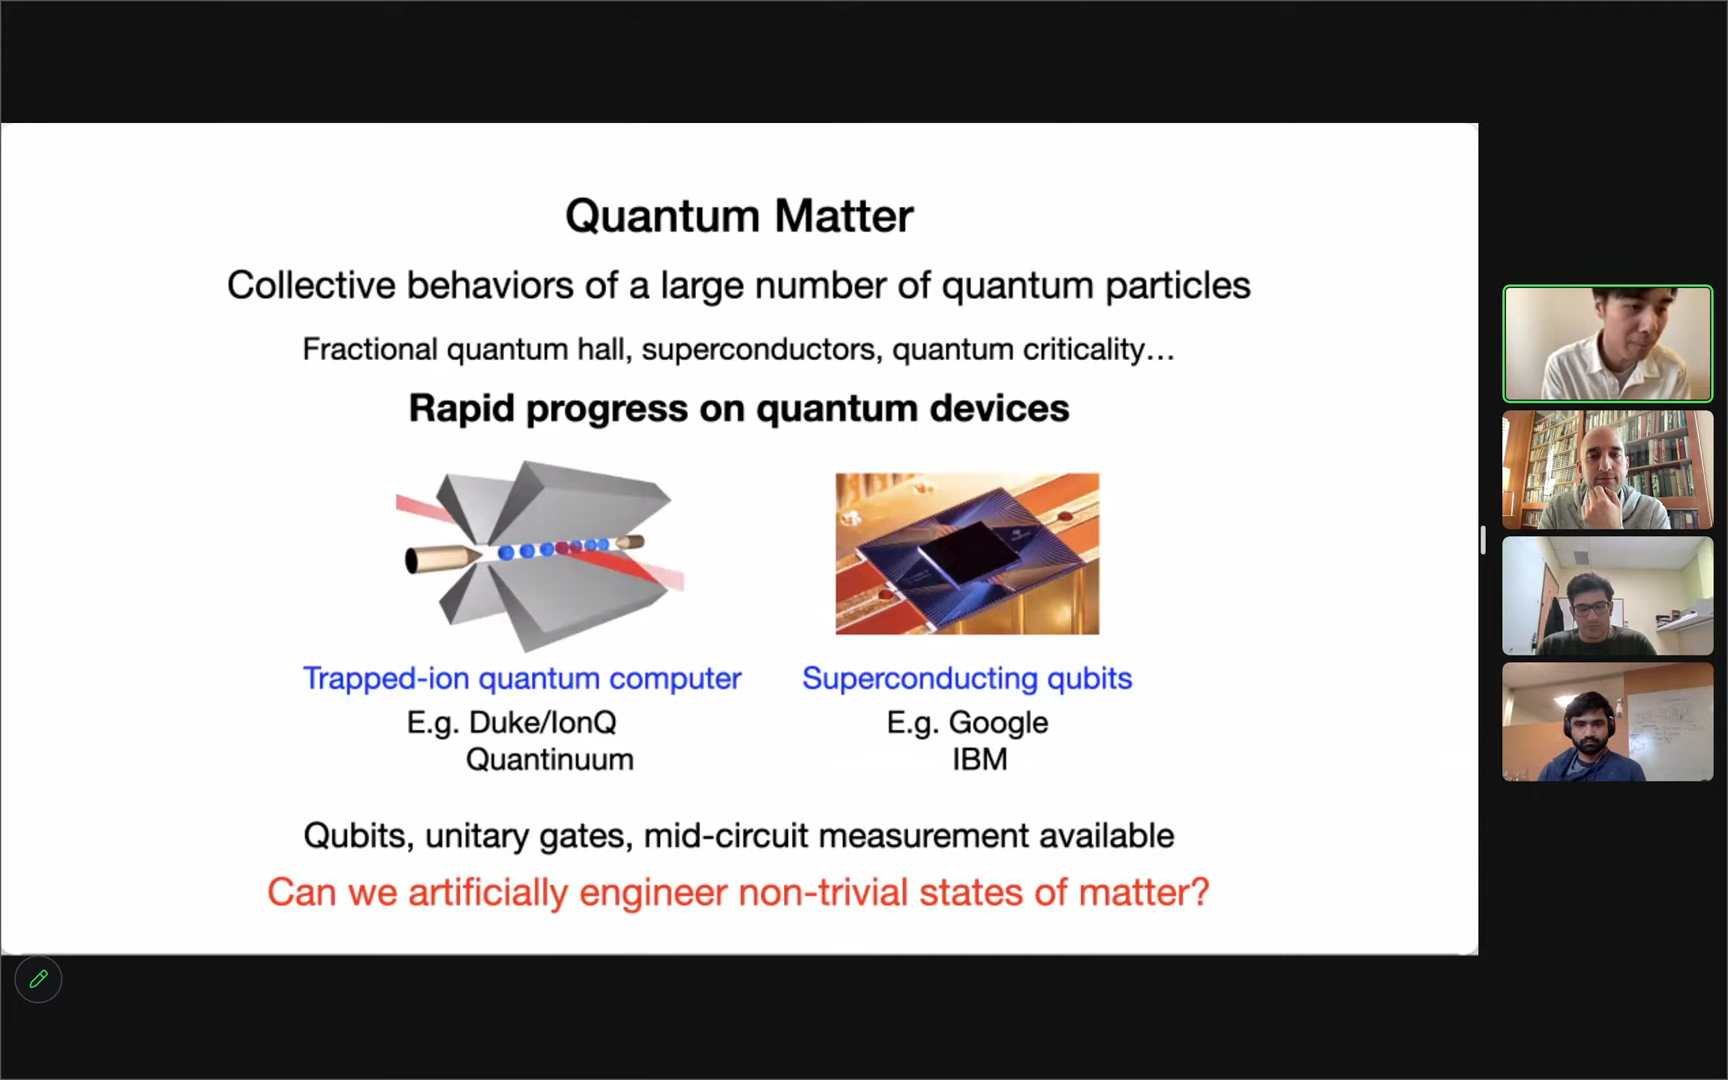 Quantum Matter
Collective behaviors of a large number of quantum particles
Fractional quantum hall, superconductors, quantum criticality...
Rapid progress on quantum devices
Trapped-ion quantum computer
E.g. Duke/IonQ
Quantinuum
Superconducting qubits
E.g. Google
IBM
Qubits, unitary gates, mid-circuit measurement available
Can we artificially engineer non-trivial states of matter?